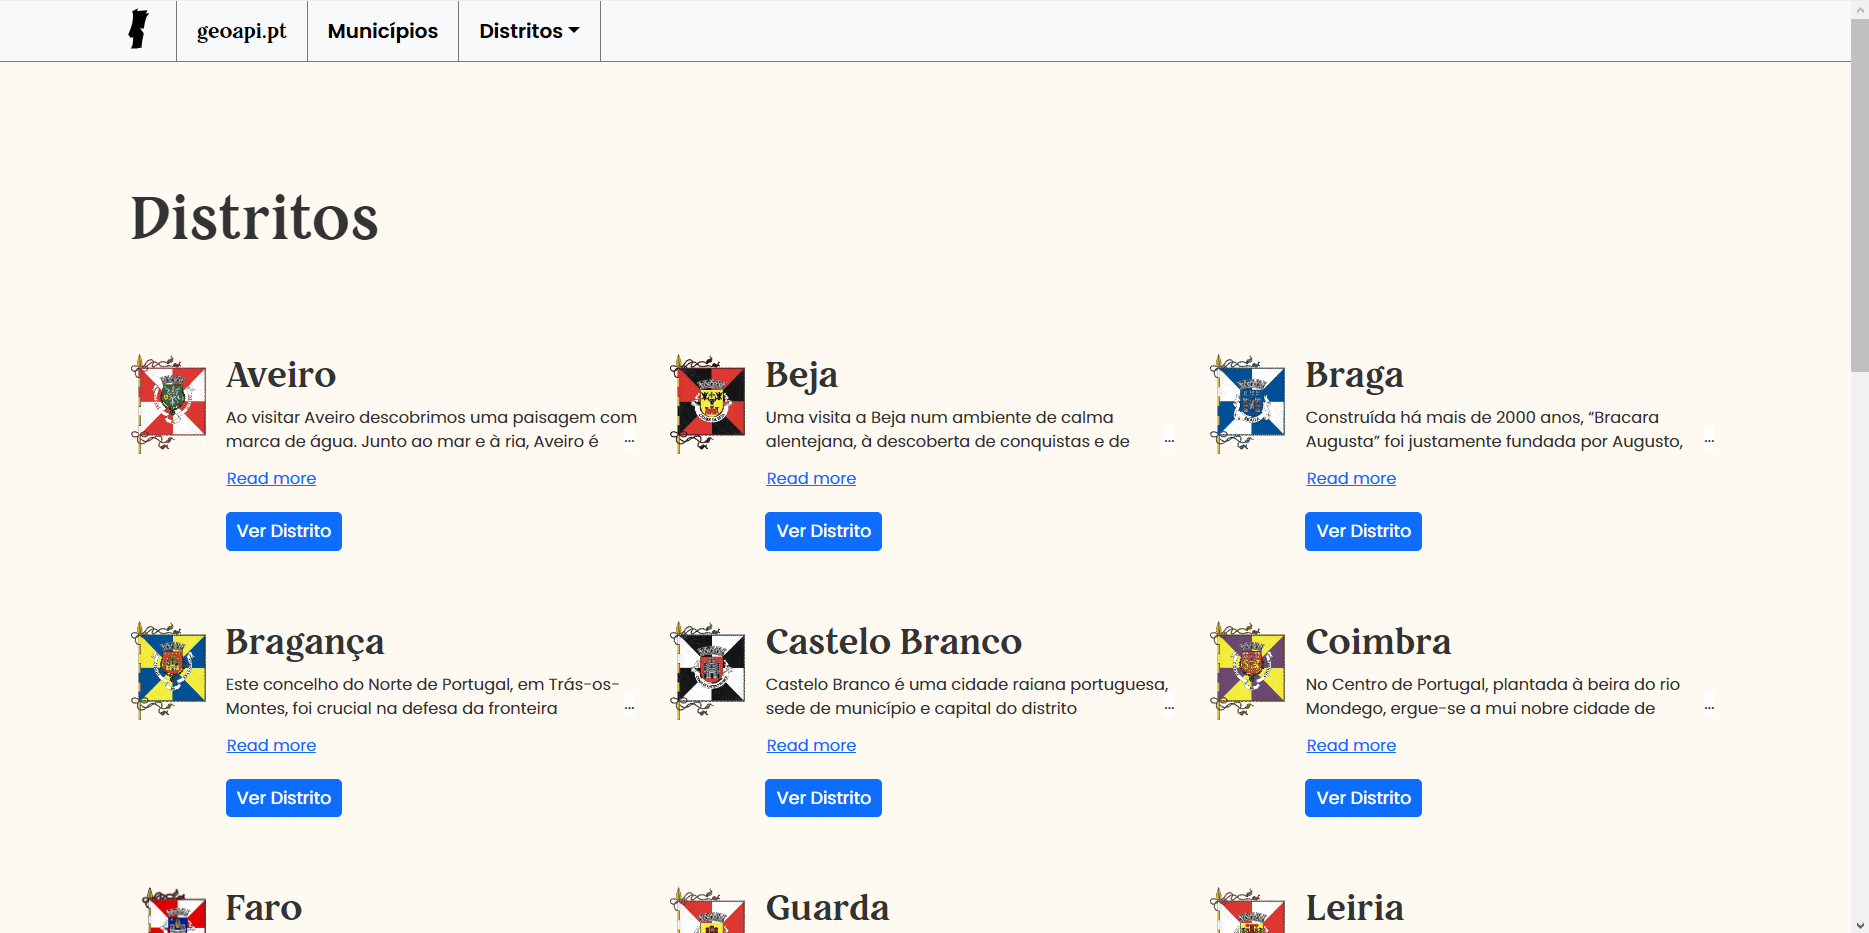 geoapi.pt
Municípios
Distritos
Distritos
Aveiro
Ao visitar Aveiro descobrimos uma paisagem com
marca de água. Junto ao mar e à ria, Aveiro é ...
Read more
Ver Distrito
Beja
Uma visita a Beja num ambiente de calma
alentejana, à descoberta de conquistas e de ...
Read more
Ver Distrito
Braga
Construída há mais de 2000 anos, “Bracara
Augusta” foi justamente fundada por Augusto, ...
Read more
Ver Distrito
Bragança
Este concelho do Norte de Portugal, em Trás-os-
Montes, foi crucial na defesa da fronteira ...
Read more
Ver Distrito
Castelo Branco
Castelo Branco é uma cidade raiana portuguesa,
sede de município e capital do distrito ...
Read more
Ver Distrito
Coimbra
No Centro de Portugal, plantada à beira do rio
Mondego, ergue-se a mui nobre cidade de ...
Read more
Ver Distrito
Faro
Guarda
Leiria